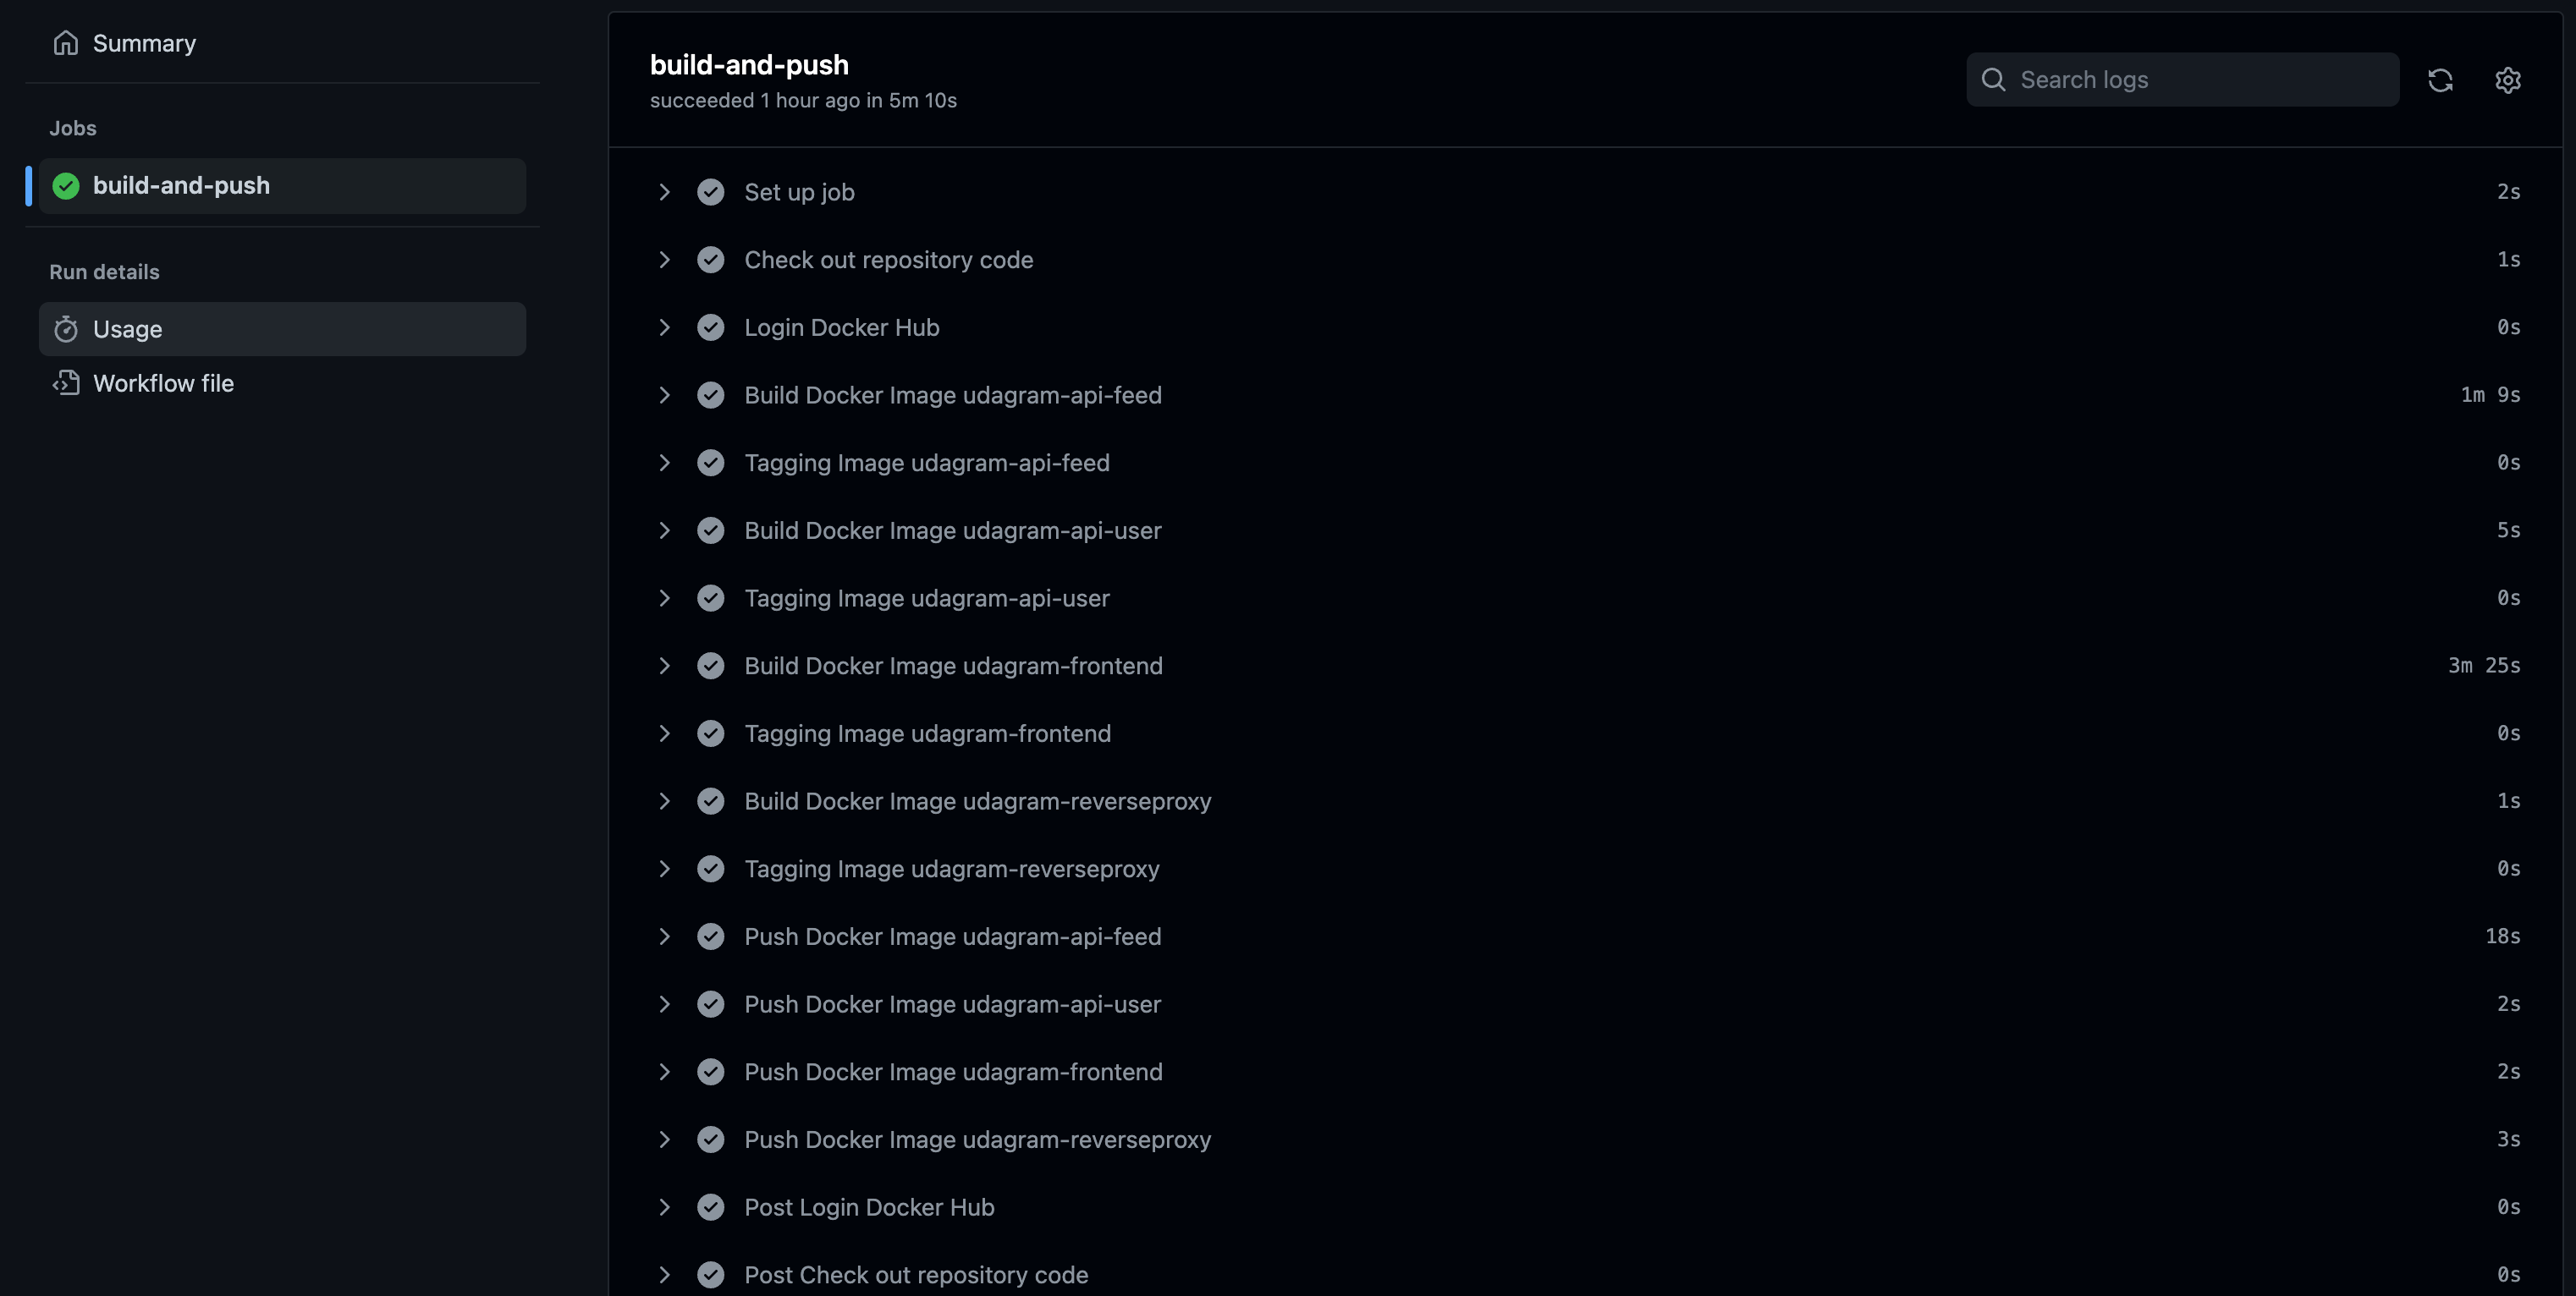 Summary
Jobs
build-and-push
Run details
Usage
Workflow file
build-and-push
succeeded 1 hour ago in 5m 10s
Search logs
Set up job 2s
Check out repository code 1s
Login Docker Hub 0s
Build Docker Image udagram-api-feed 1m 9s
Tagging Image udagram-api-feed 0s
Build Docker Image udagram-api-user 5s
Tagging Image udagram-api-user 0s
Build Docker Image udagram-frontend 3m 25s
Tagging Image udagram-frontend 0s
Build Docker Image udagram-reverseproxy 1s
Tagging Image udagram-reverseproxy 0s
Push Docker Image udagram-api-feed 18s
Push Docker Image udagram-api-user 2s
Push Docker Image udagram-frontend 2s
Push Docker Image udagram-reverseproxy 3s
Post Login Docker Hub 0s
Post Check out repository code 0s